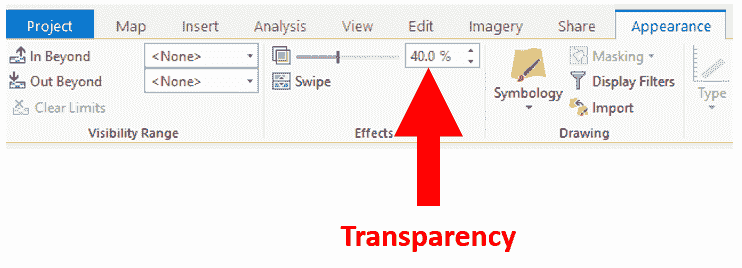 Project Map Insert Analysis View Edit Imagery Share Appearance
In Beyond <None> 40.0 % Masking
Out Beyond <None> Swipe Symbology Display Filters Type
Clear Limits Import
Visibility Range Effects Drawing
Transparency